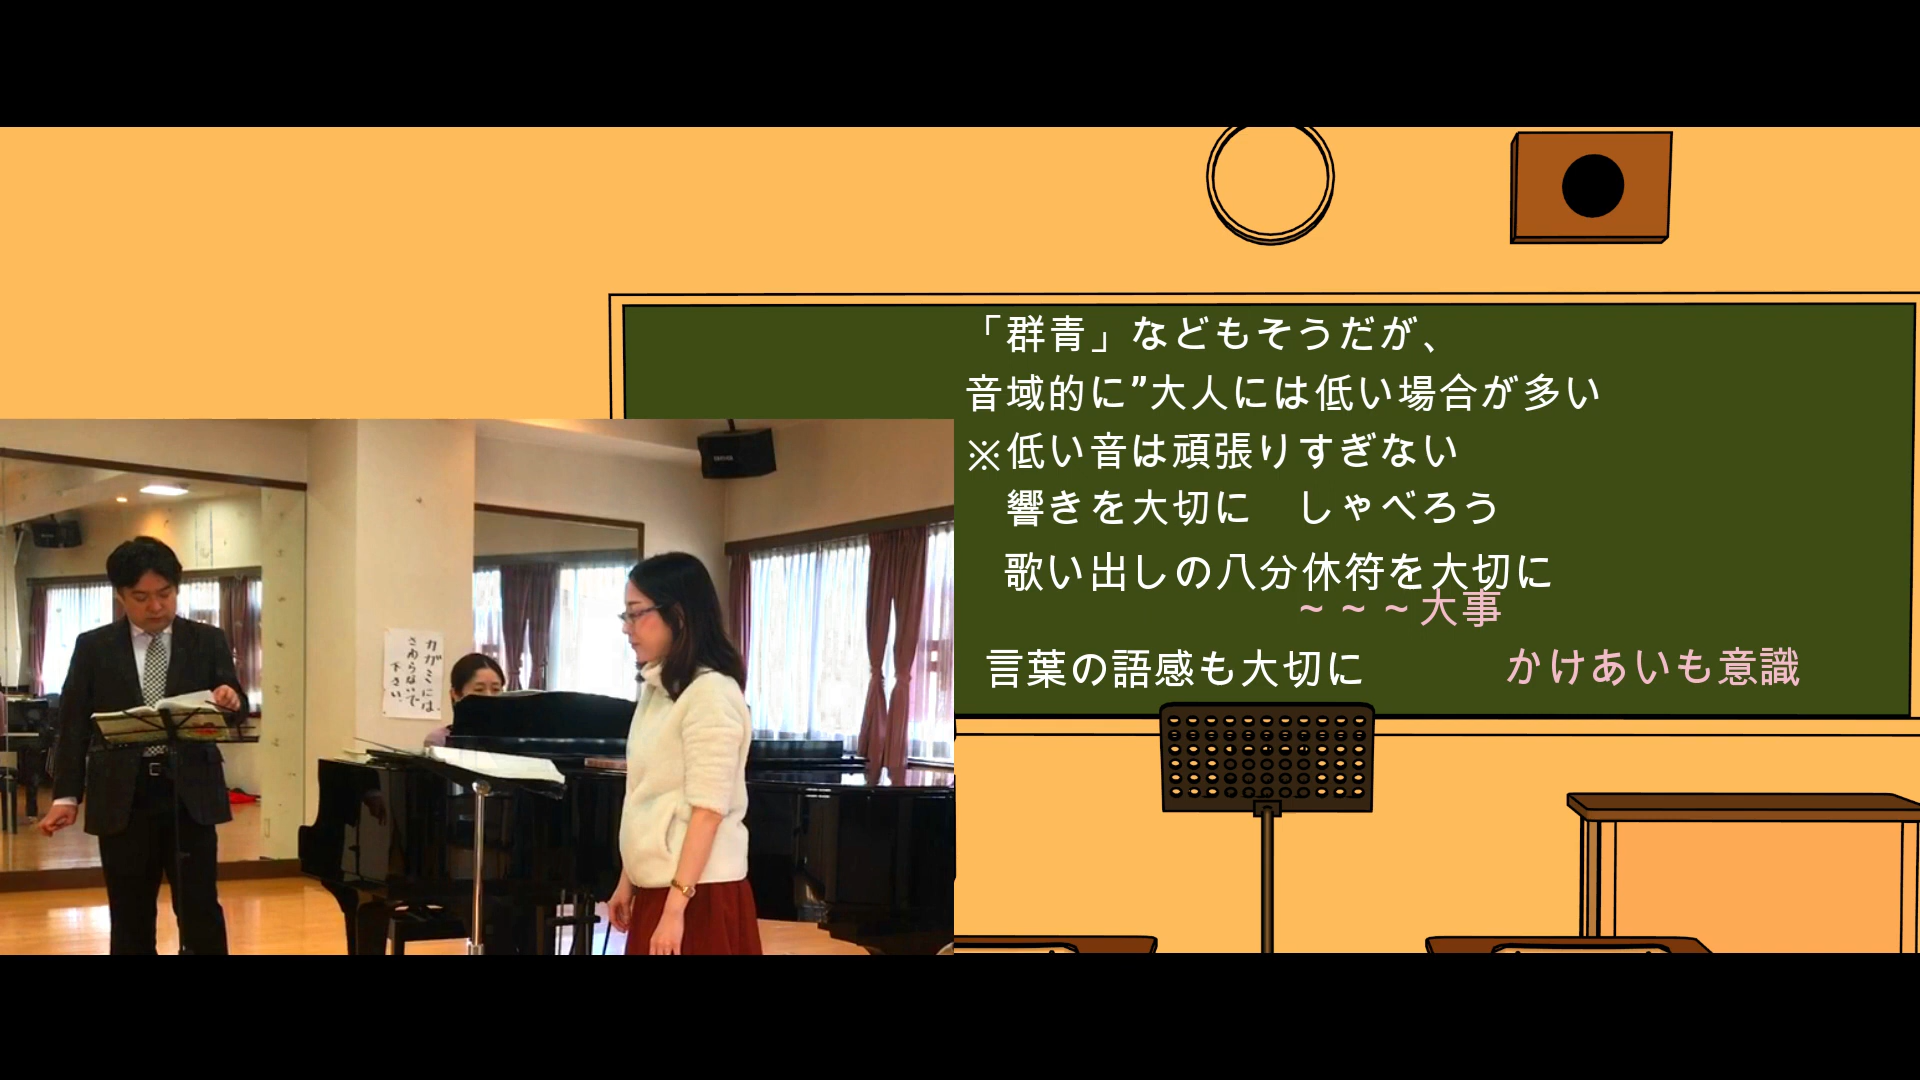 「群青」などもそうだが、
音域的に”大人には低い場合が多い
※低い音は頑張りすぎない
響きを大切に　しゃべろう
歌い出しの八分休符を大切に
～～～大事
言葉の語感も大切に　かけあいも意識
カガミには
さわらないで
下さい